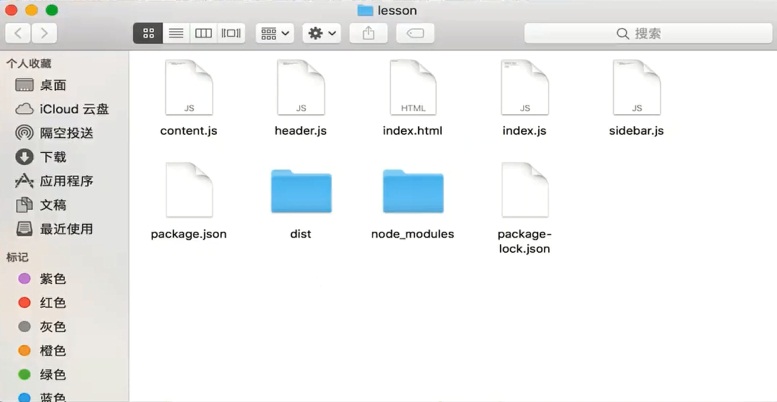 lesson
搜索
个人收藏
桌面
iCloud 云盘
隔空投送
下载
应用程序
文稿
最近使用
标记
紫色
红色
灰色
橙色
绿色
蓝色
JS
JS
HTML
JS
JS
content.js
header.js
index.html
index.js
sidebar.js
package.json
dist
node_modules
package-
lock.json